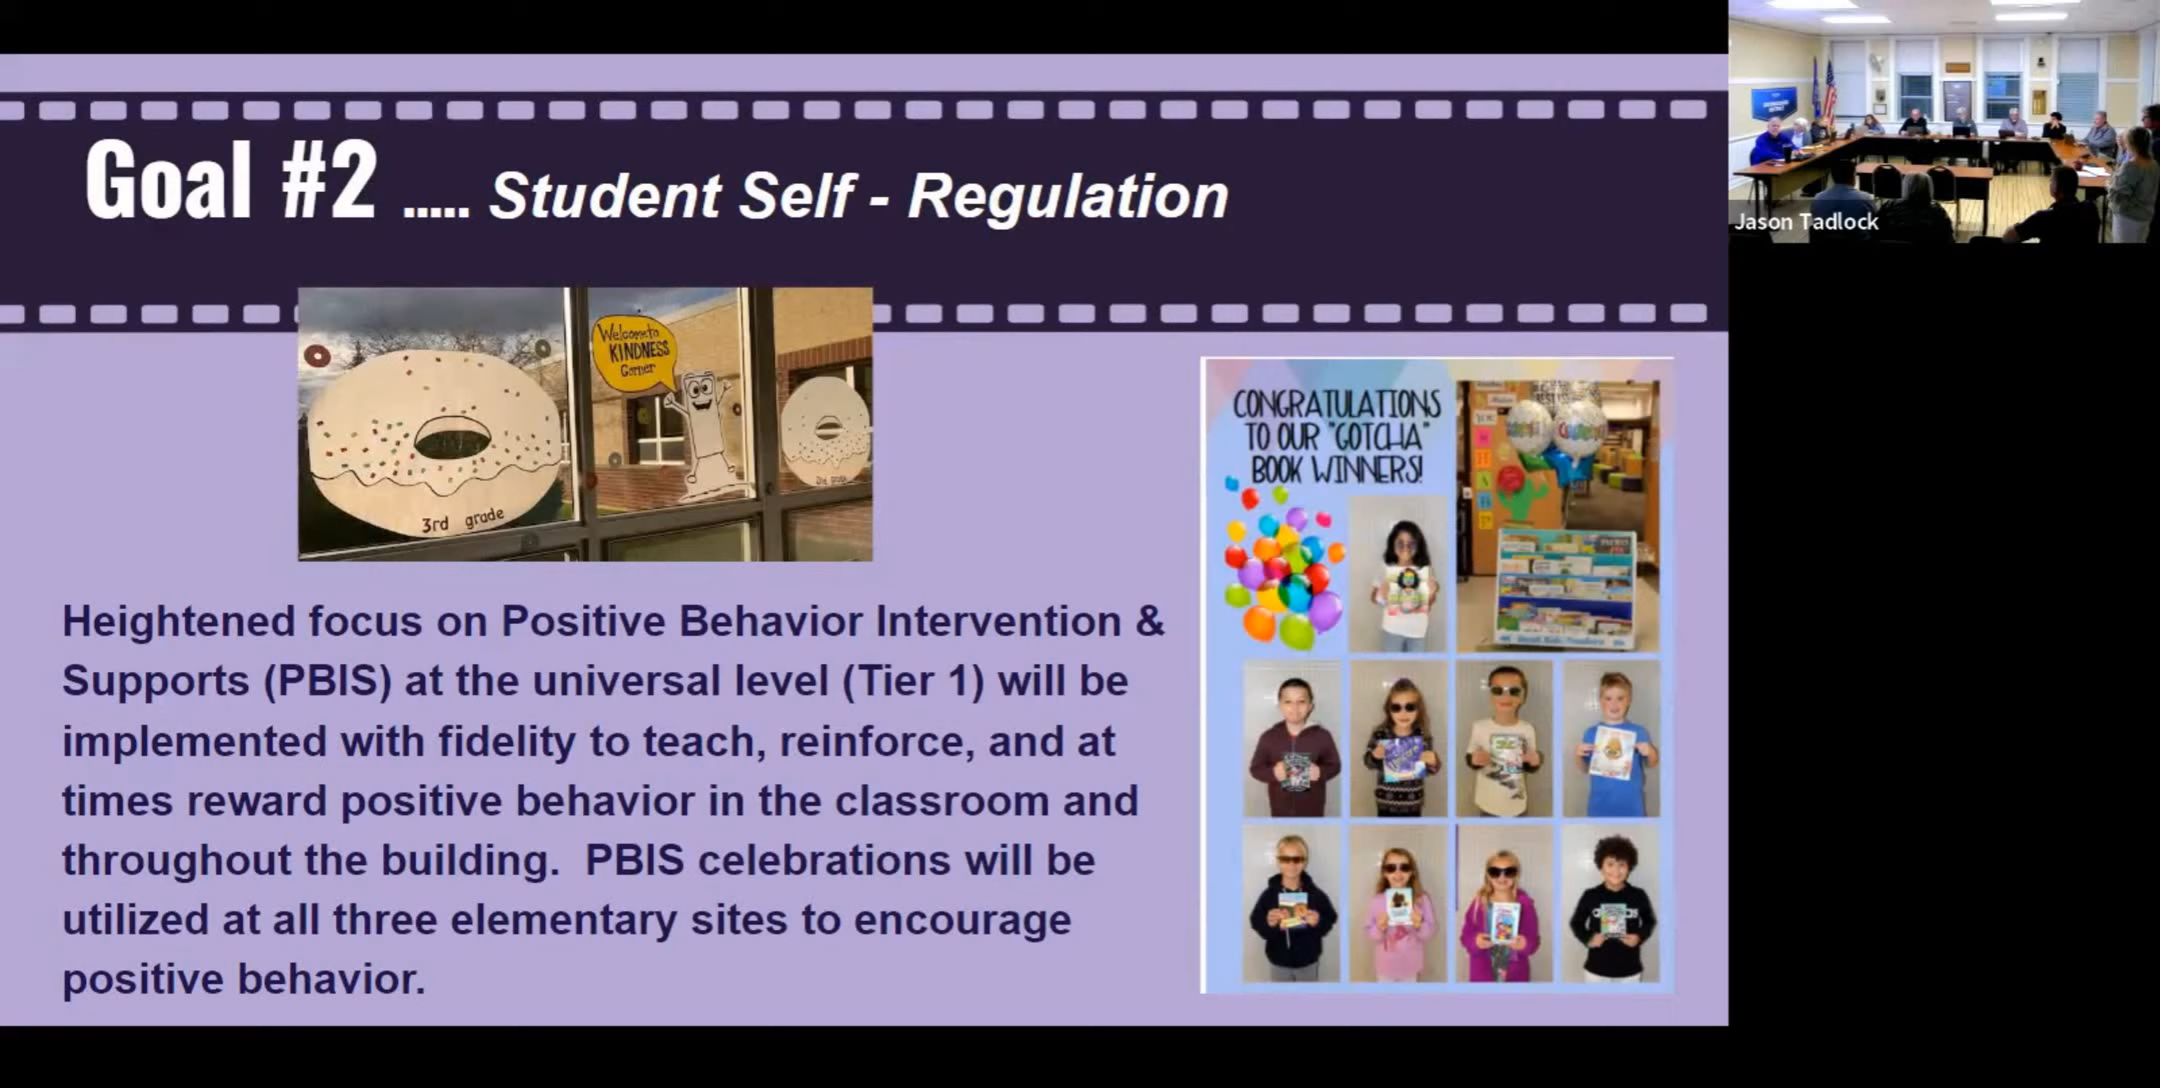 Goal #2 ..... Student Self - Regulation
Welcome to
KINDNESS
Corner
3rd grade
2nd grade
Heightened focus on Positive Behavior Intervention &
Supports (PBIS) at the universal level (Tier 1) will be
implemented with fidelity to teach, reinforce, and at
times reward positive behavior in the classroom and
throughout the building.  PBIS celebrations will be
utilized at all three elementary sites to encourage
positive behavior.
CONGRATULATIONS
TO OUR "GOTCHA"
BOOK WINNERS!
Jason Tadlock